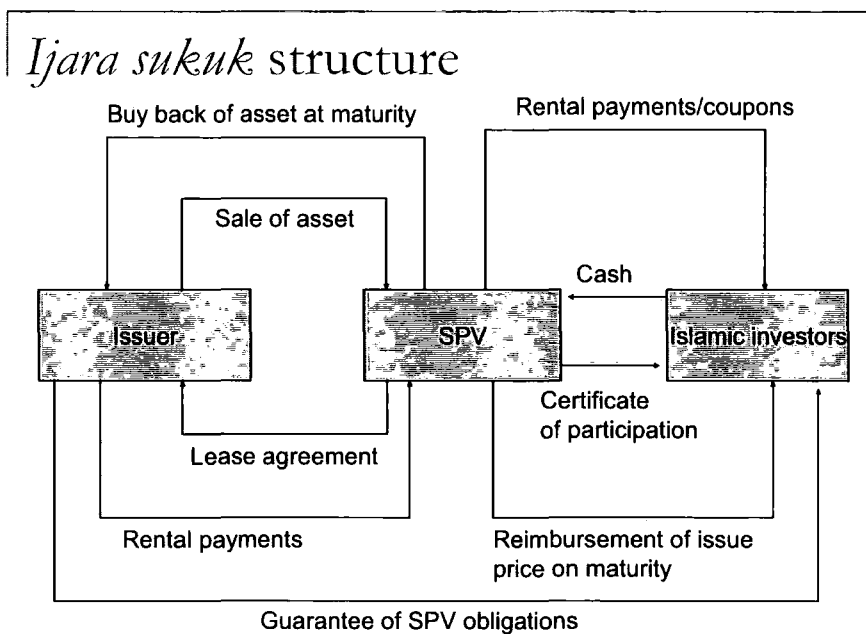 Ijara sukuk structure
Buy back of asset at maturity
Rental payments/coupons
Sale of asset
Cash
Issuer
SPV
Islamic investors
Certificate
of participation
Lease agreement
Rental payments
Reimbursement of issue
price on maturity
Guarantee of SPV obligations